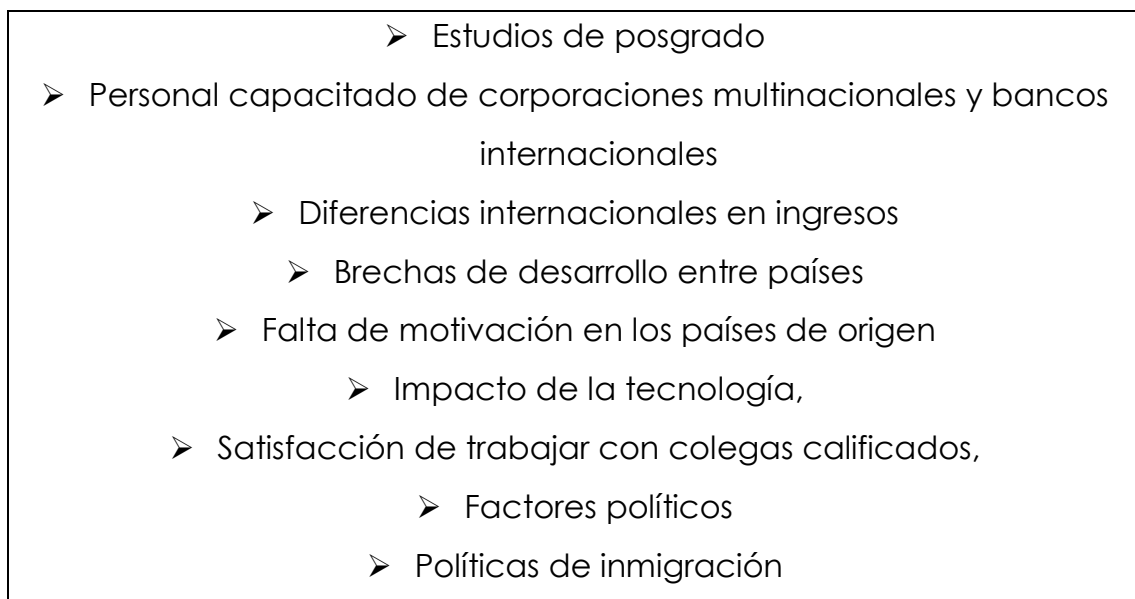 ➢ Estudios de posgrado
➢ Personal capacitado de corporaciones multinacionales y bancos
internacionales
➢ Diferencias internacionales en ingresos
➢ Brechas de desarrollo entre países
➢ Falta de motivación en los países de origen
➢ Impacto de la tecnología,
➢ Satisfacción de trabajar con colegas calificados,
➢ Factores políticos
➢ Políticas de inmigración